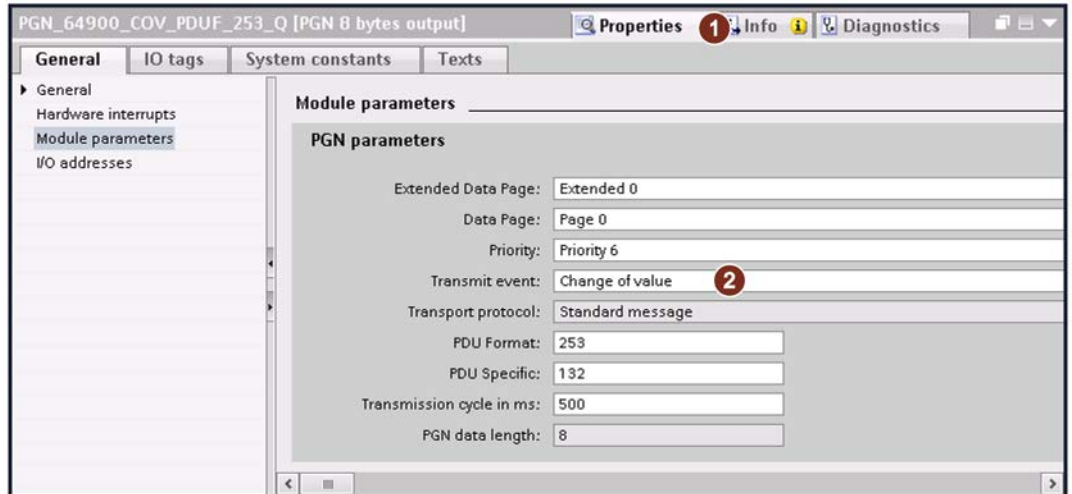 PGN_64900_COV_PDUF_253_Q [PGN 8 bytes output]
Properties
1
Info
Diagnostics
General
IO tags
System constants
Texts
General
Hardware interrupts
Module parameters
I/O addresses
Module parameters
PGN parameters
Extended Data Page: Extended 0
Data Page: Page 0
Priority: Priority 6
Transmit event: Change of value 2
Transport protocol: Standard message
PDU Format: 253
PDU Specific: 132
Transmission cycle in ms: 500
PGN data length: 8